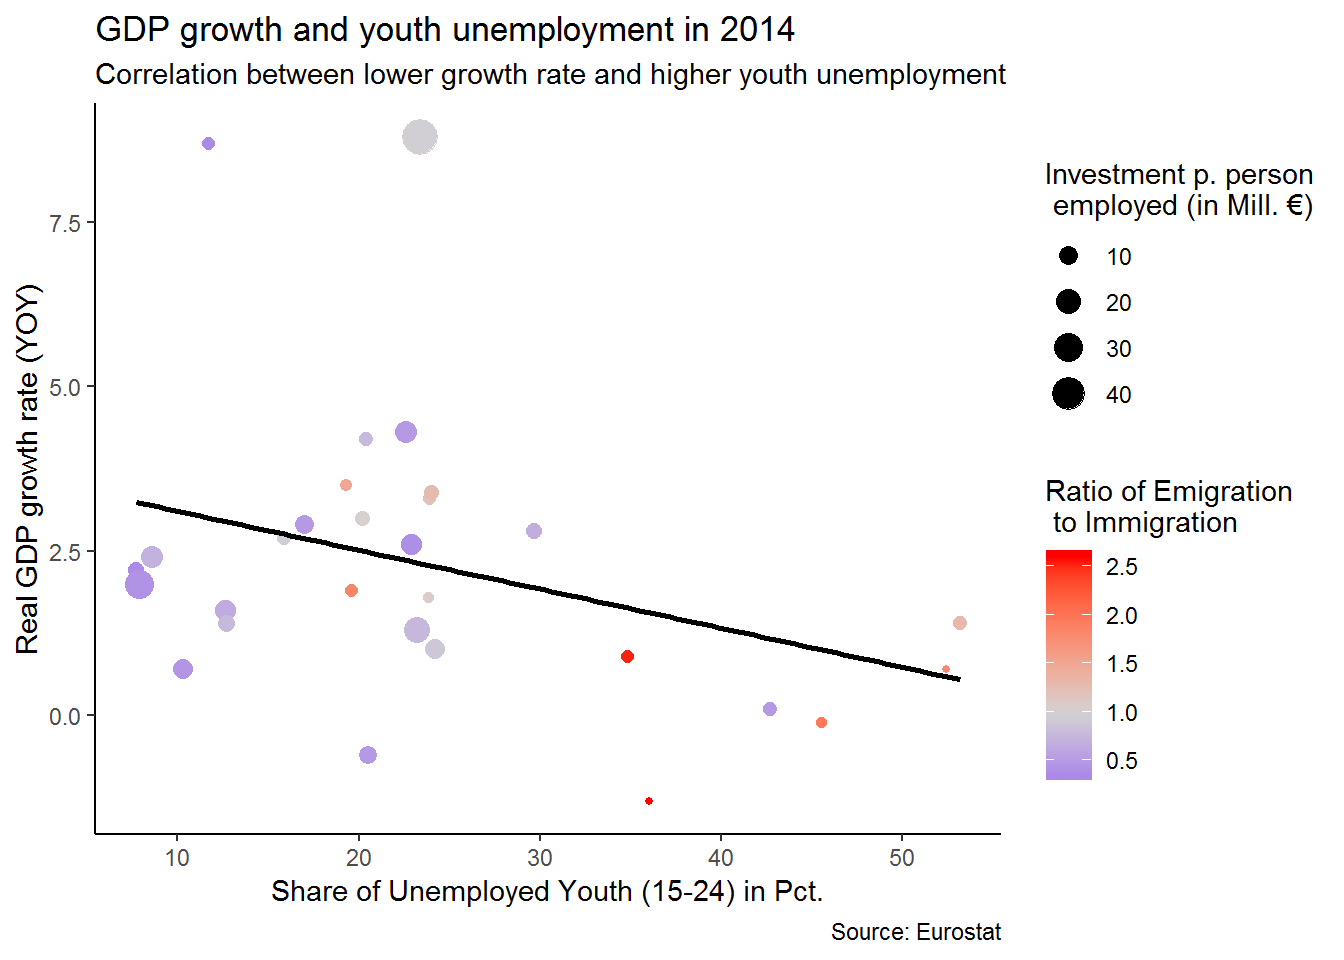 GDP growth and youth unemployment in 2014
Correlation between lower growth rate and higher youth unemployment
Real GDP growth rate (YOY)
7.5
5.0
2.5
0.0
10
20
30
40
50
Share of Unemployed Youth (15-24) in Pct.
Source: Eurostat
Investment p. person
employed (in Mill. €)
10
20
30
40
Ratio of Emigration
to Immigration
2.5
2.0
1.5
1.0
0.5